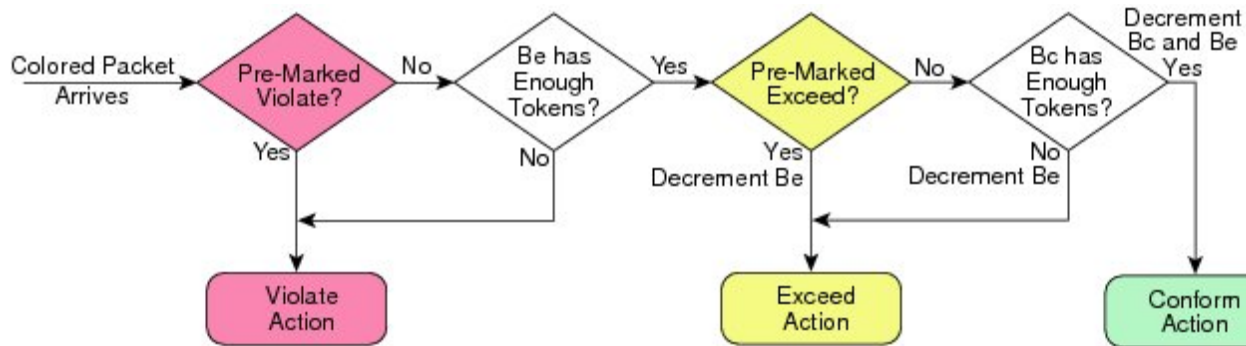 Colored Packet
Arrives
Pre-Marked
Violate?
No
Yes
Be has
Enough
Tokens?
Yes
No
Pre-Marked
Exceed?
No
Yes
Decrement Be
Bc has
Enough
Tokens?
Decrement
Bc and Be
Yes
No
Decrement Be
Violate
Action
Exceed
Action
Conform
Action